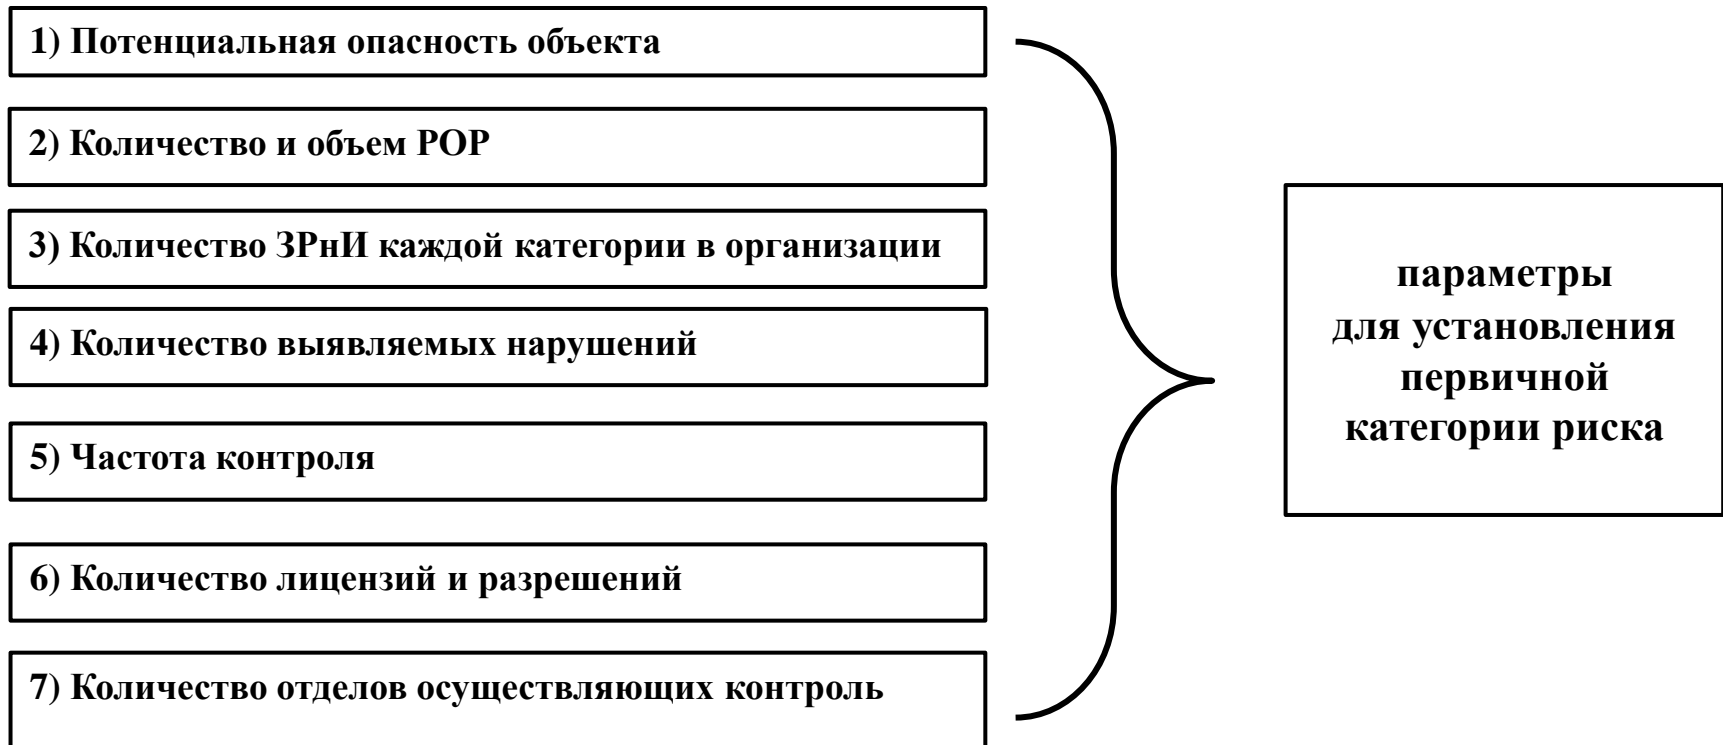 1) Потенциальная опасность объекта
2) Количество и объем РОР
3) Количество ЗРнИ каждой категории в организации
4) Количество выявляемых нарушений
5) Частота контроля
6) Количество лицензий и разрешений
7) Количество отделов осуществляющих контроль
параметры
для установления
первичной
категории риска